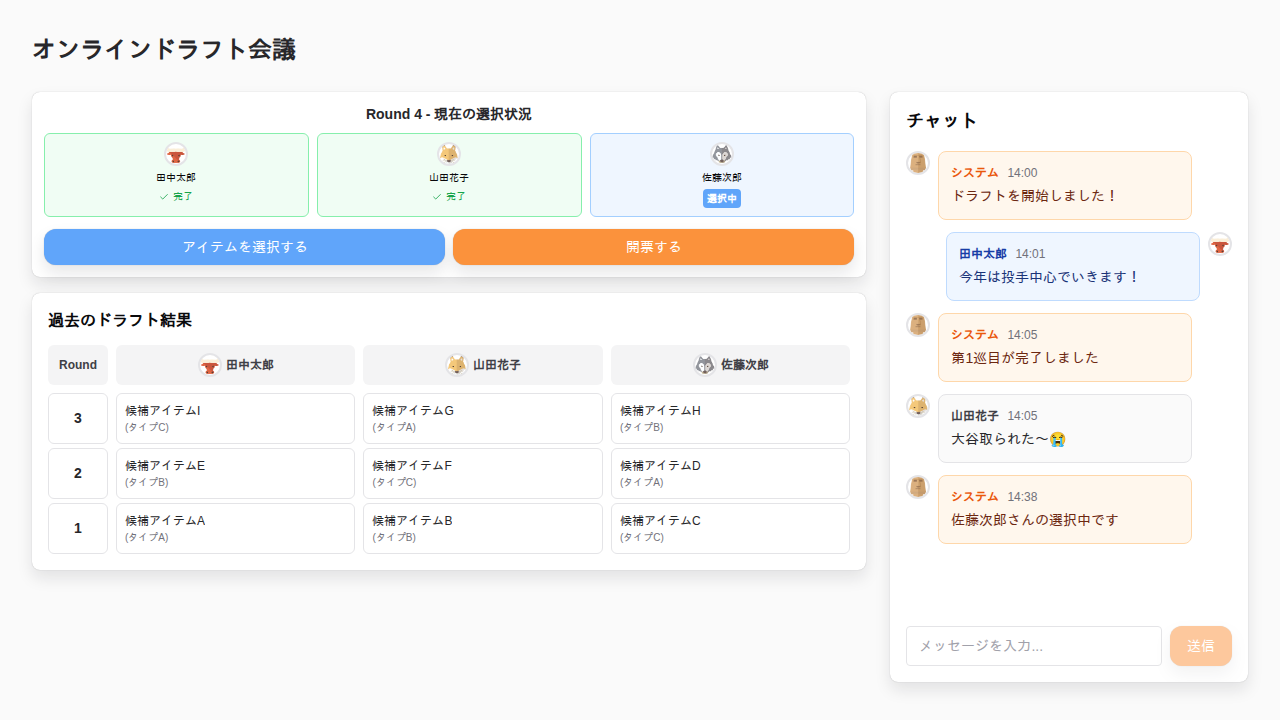 オンラインドラフト会議
Round 4 - 現在の選択状況
田中太郎
完了
山田花子
完了
佐藤次郎
選択中
アイテムを選択する
開票する
過去のドラフト結果
Round
田中太郎
山田花子
佐藤次郎
3
候補アイテムI
(タイプC)
候補アイテムG
(タイプA)
候補アイテムH
(タイプB)
2
候補アイテムE
(タイプB)
候補アイテムF
(タイプC)
候補アイテムD
(タイプA)
1
候補アイテムA
(タイプA)
候補アイテムB
(タイプB)
候補アイテムC
(タイプC)
チャット
システム 14:00
ドラフトを開始しました！
田中太郎 14:01
今年は投手中心でいきます！
システム 14:05
第1巡目が完了しました
山田花子 14:05
大谷取られた〜😭
システム 14:38
佐藤次郎さんの選択中です
メッセージを入力...
送信